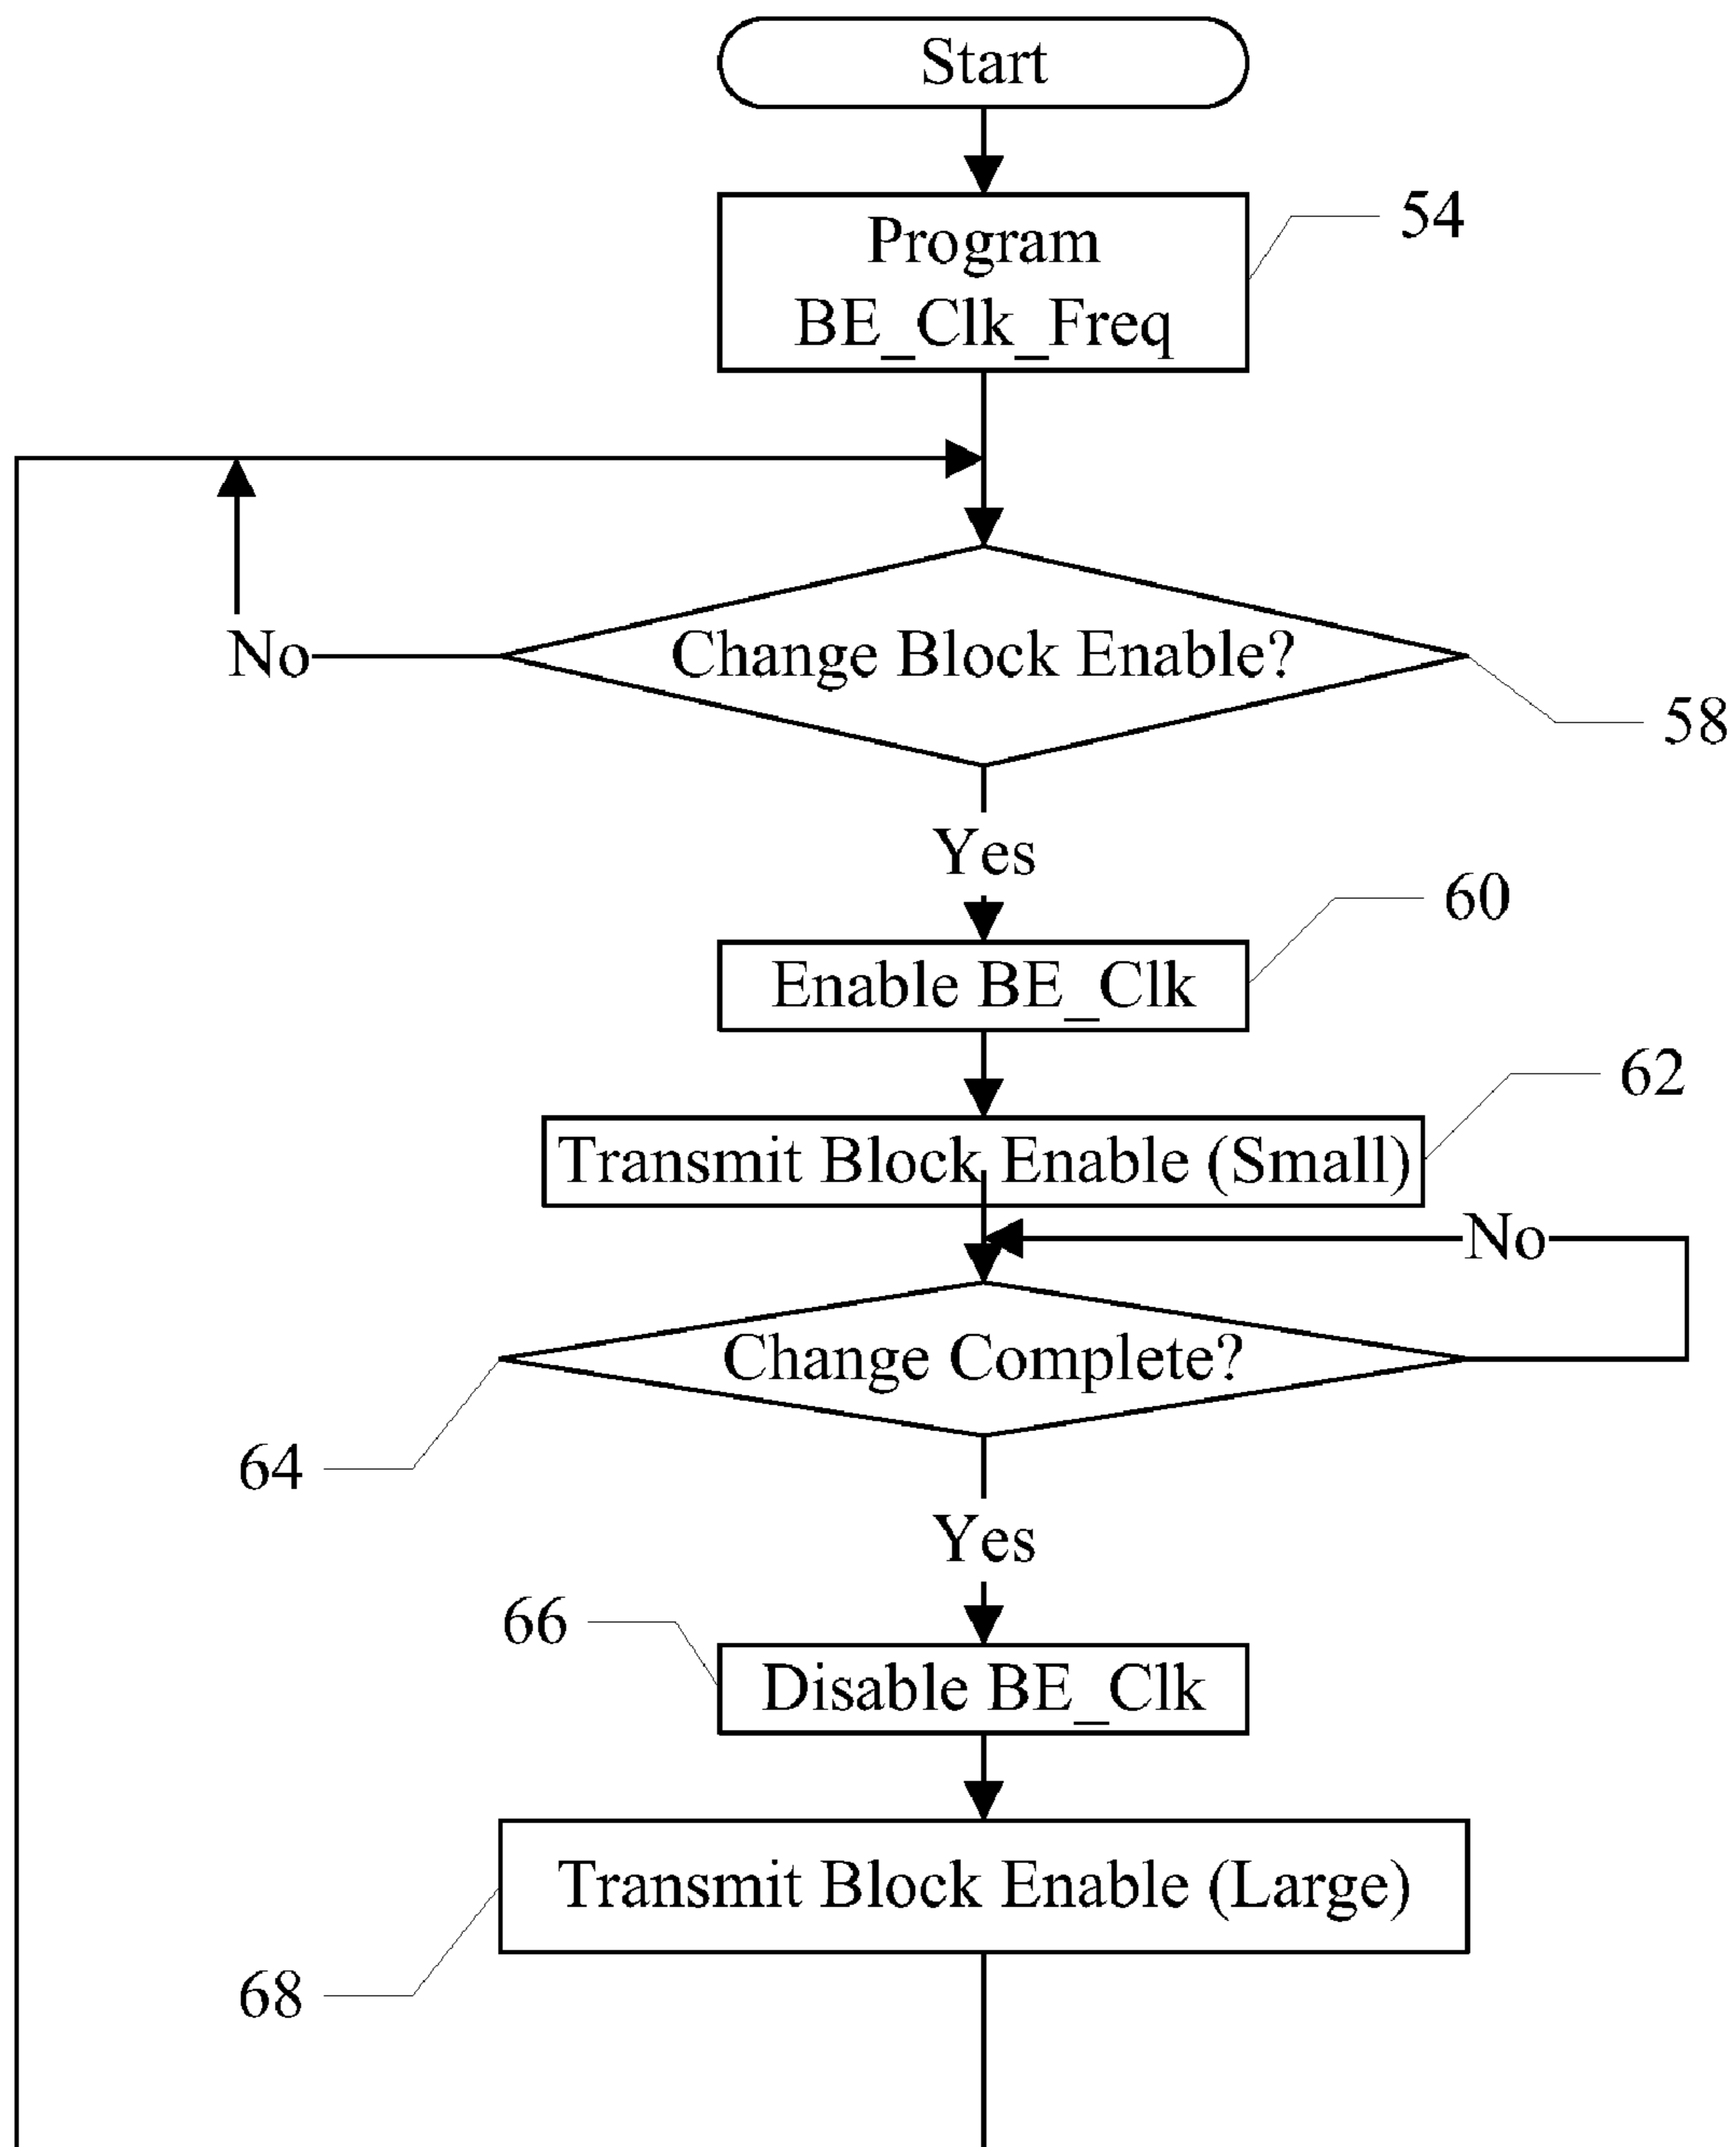 Start
Program
BE_Clk_Freq
54
Change Block Enable?
No
58
Yes
Enable BE_Clk
60
Transmit Block Enable (Small)
62
No
Change Complete?
64
Yes
66
Disable BE_Clk
Transmit Block Enable (Large)
68